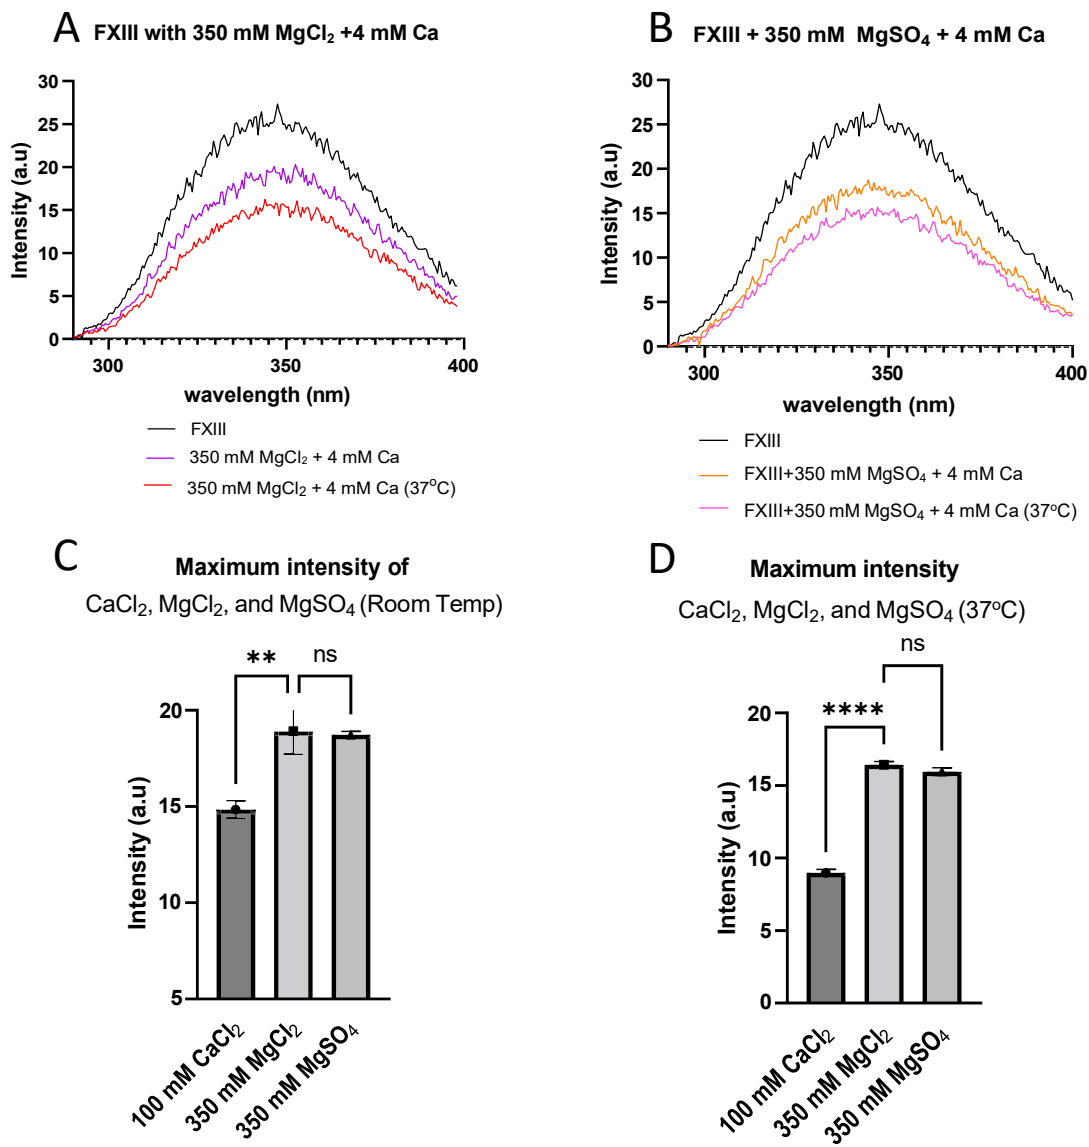 A
FXIII with 350 mM MgCl₂ +4 mM Ca
30
25
20
15
10
5
0
Intensity (a.u)
300
350
400
wavelength (nm)
FXIII
350 mM MgCl₂ + 4 mM Ca
350 mM MgCl₂ + 4 mM Ca (37°C)
B
FXIII + 350 mM MgSO₄ + 4 mM Ca
30
25
20
15
10
5
0
Intensity (a.u)
300
350
400
wavelength (nm)
FXIII
FXIII+350 mM MgSO₄ + 4 mM Ca
FXIII+350 mM MgSO₄ + 4 mM Ca (37°C)
C
Maximum intensity of
CaCl₂, MgCl₂, and MgSO₄ (Room Temp)
**
ns
20
15
10
5
Intensity (a.u)
100 mM CaCl₂
350 mM MgCl₂
350 mM MgSO₄
D
Maximum intensity
CaCl₂, MgCl₂, and MgSO₄ (37°C)
ns
****
20
15
10
5
0
Intensity (a.u)
100 mM CaCl₂
350 mM MgCl₂
350 mM MgSO₄